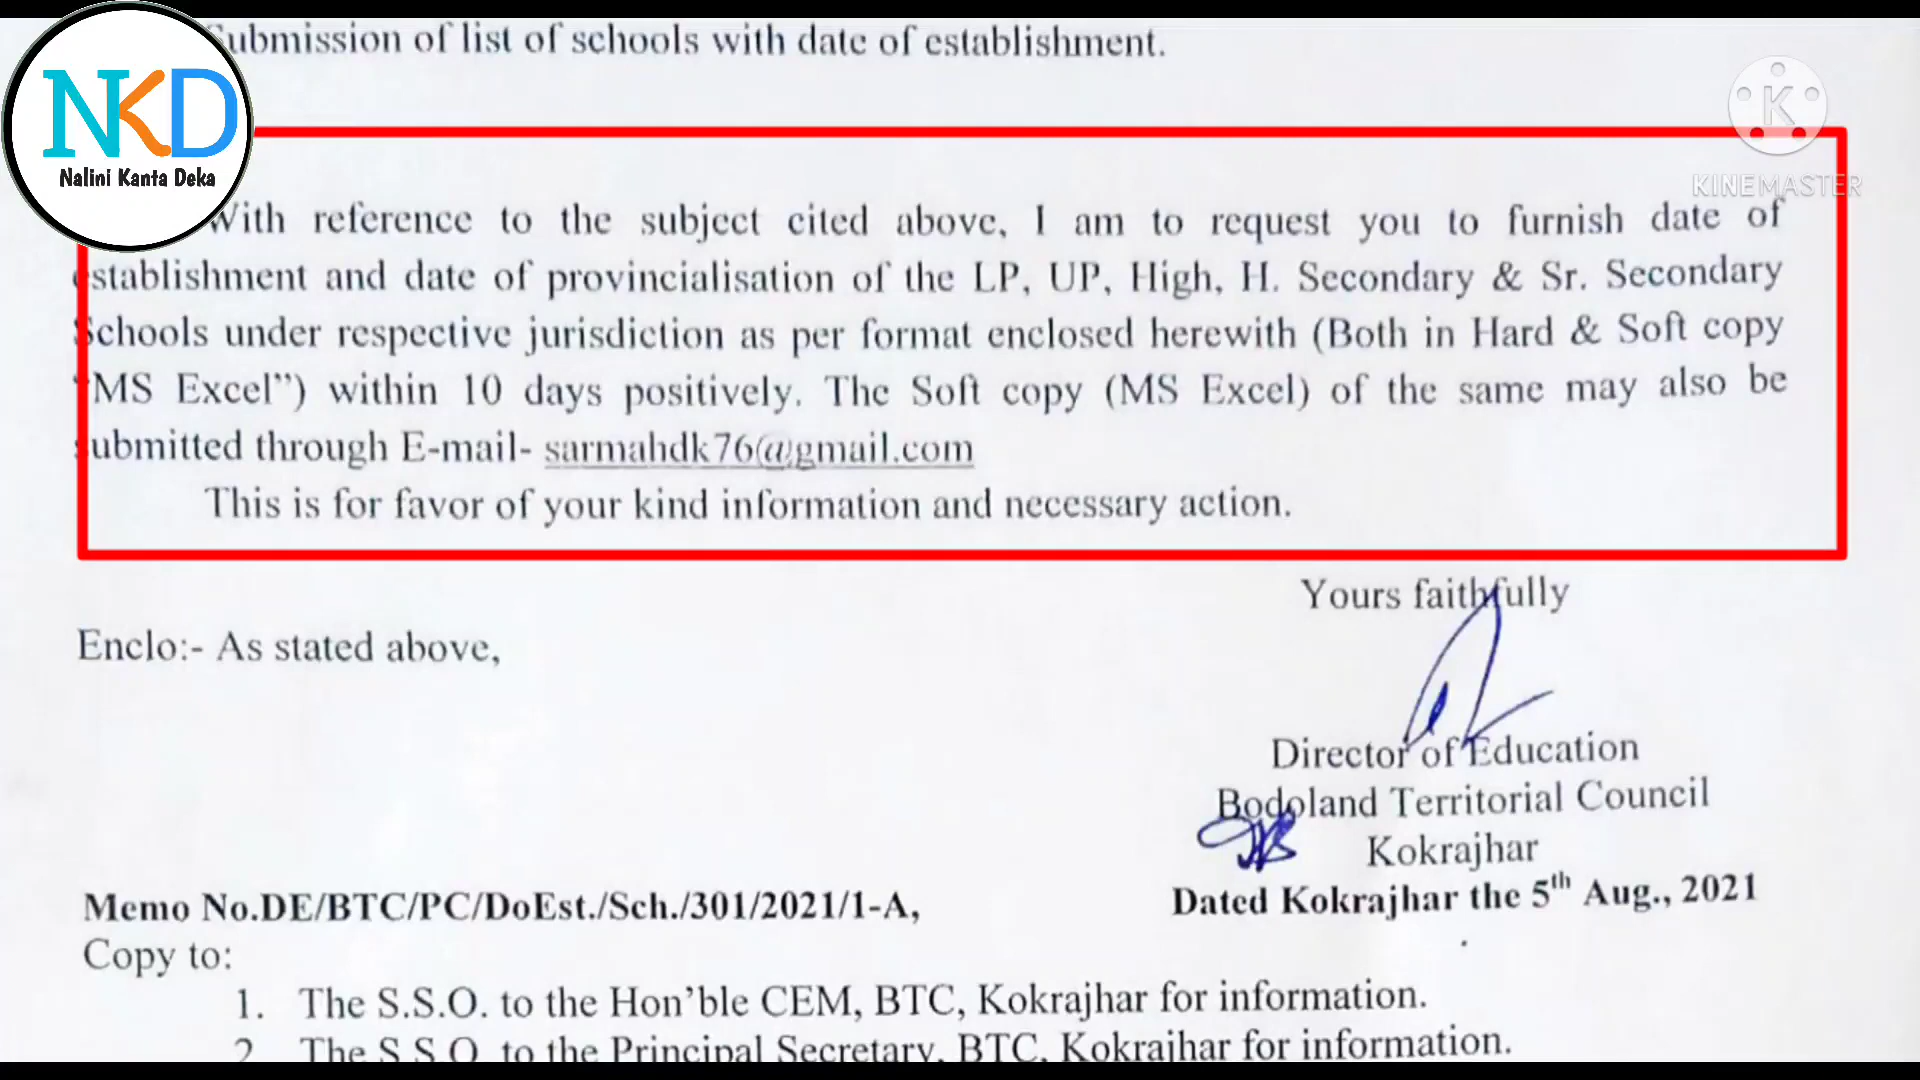 Submission of list of schools with date of establishment.
NKD
Nalini Kanta Deka
KINEMASTER
With reference to the subject cited above, I am to request you to furnish date of
establishment and date of provincialisation of the LP, UP, High, H. Secondary & Sr. Secondary
Schools under respective jurisdiction as per format enclosed herewith (Both in Hard & Soft copy
“MS Excel”) within 10 days positively. The Soft copy (MS Excel) of the same may also be
submitted through E-mail- sarmahdk76@gmail.com
This is for favor of your kind information and necessary action.
Yours faithfully
Enclo:- As stated above,
Director of Education
Bodoland Territorial Council
Kokrajhar
Memo No.DE/BTC/PC/DoEst./Sch./301/2021/1-A,
Dated Kokrajhar the 5th Aug., 2021
Copy to:
1. The S.S.O. to the Hon’ble CEM, BTC, Kokrajhar for information.
2. The S.S.O. to the Principal Secretary, BTC, Kokrajhar for information.